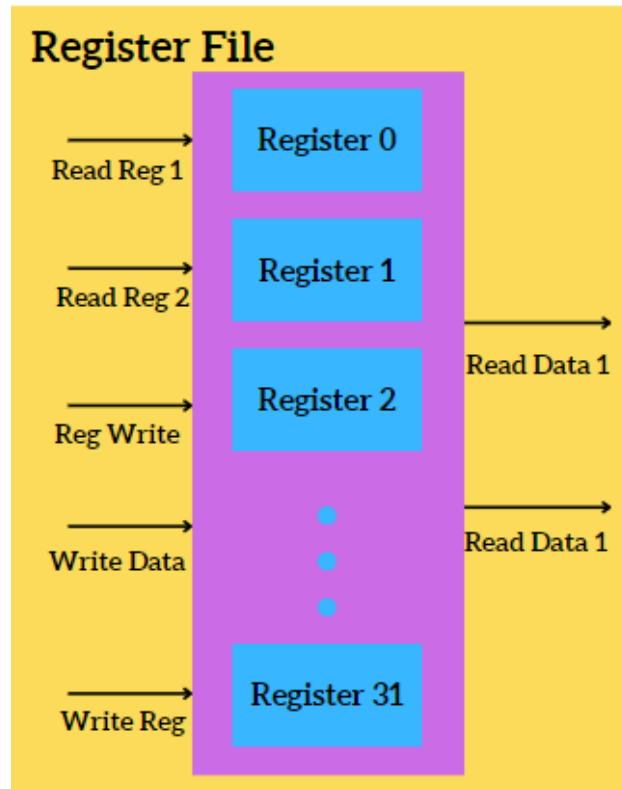 Register File
Register 0
Read Reg 1
Register 1
Read Reg 2
Read Data 1
Register 2
Reg Write
Read Data 1
Write Data
Register 31
Write Reg